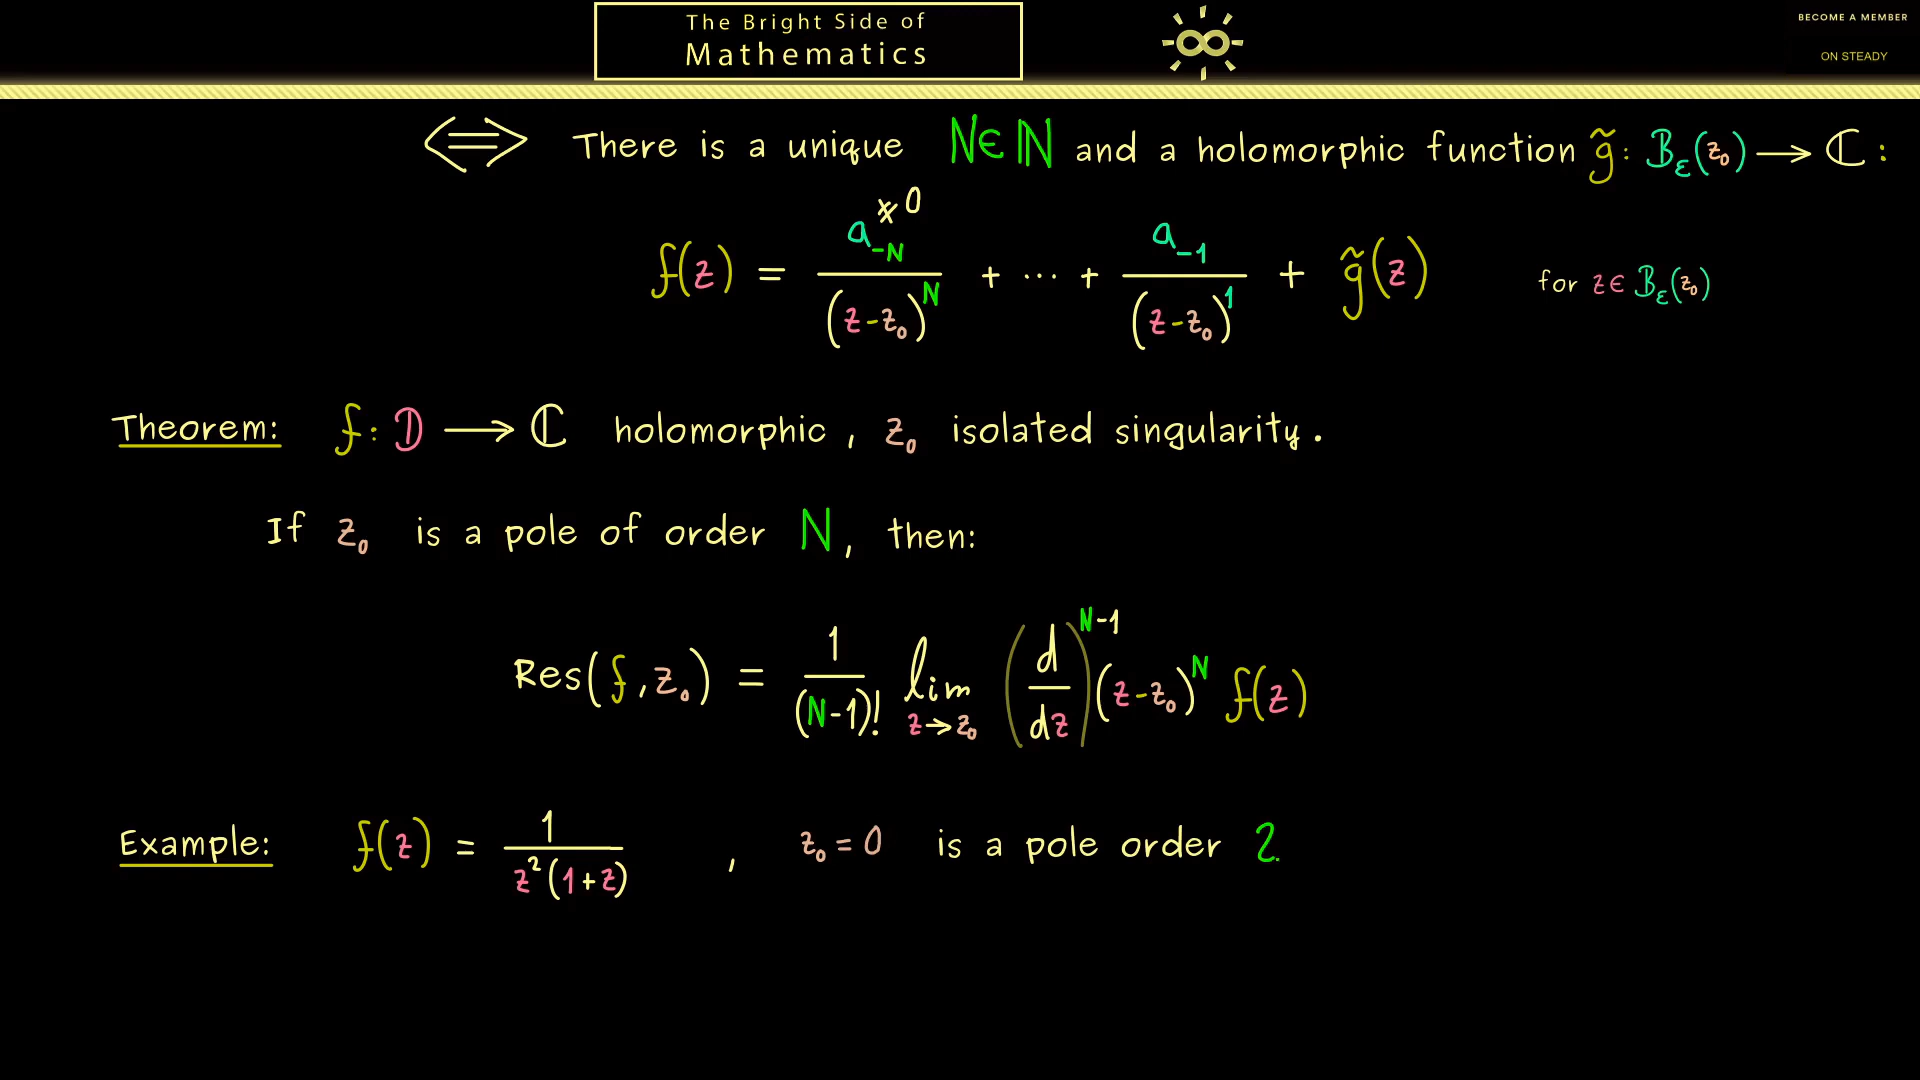 The Bright Side of
Mathematics
BECOME A MEMBER
ON STEADY
⟺ There is a unique N ∈ ℕ and a holomorphic function g̃: B_ε(z₀) ⟶ ℂ :
f(z) = a_{-N}^{≠0} / (z-z₀)^N + ⋯ + a_{-1} / (z-z₀)^1 + g̃(z) for z ∈ B_ε(z₀)
Theorem: f: D ⟶ ℂ holomorphic, z₀ isolated singularity.
If z₀ is a pole of order N, then:
Res(f, z₀) = 1/(N-1)! lim_{z→z₀} (d/dz)^{N-1} (z-z₀)^N f(z)
Example: f(z) = 1 / z²(1+z) , z₀ = 0 is a pole order 2.